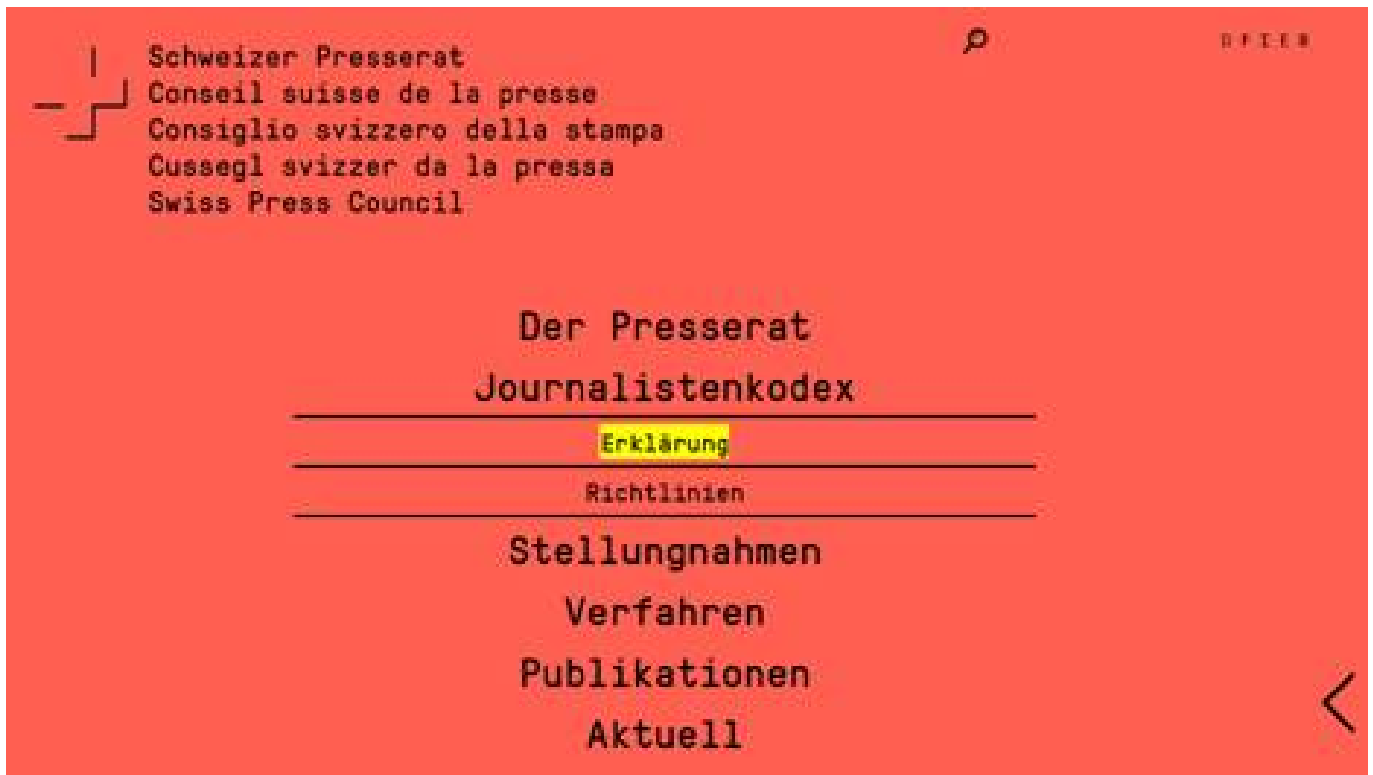 Schweizer Presserat
Conseil suisse de la presse
Consiglio svizzero della stampa
Cussegl svizzer da la pressa
Swiss Press Council
Der Presserat
Journalistenkodex
Erklärung
Richtlinien
Stellungnahmen
Verfahren
Publikationen
Aktuell